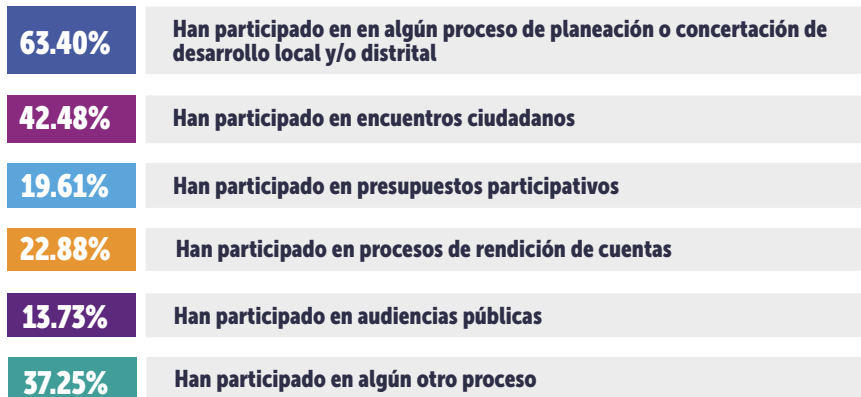 63.40%
Han participado en en algún proceso de planeación o concertación de
desarrollo local y/o distrital
42.48%
Han participado en encuentros ciudadanos
19.61%
Han participado en presupuestos participativos
22.88%
Han participado en procesos de rendición de cuentas
13.73%
Han participado en audiencias públicas
37.25%
Han participado en algún otro proceso